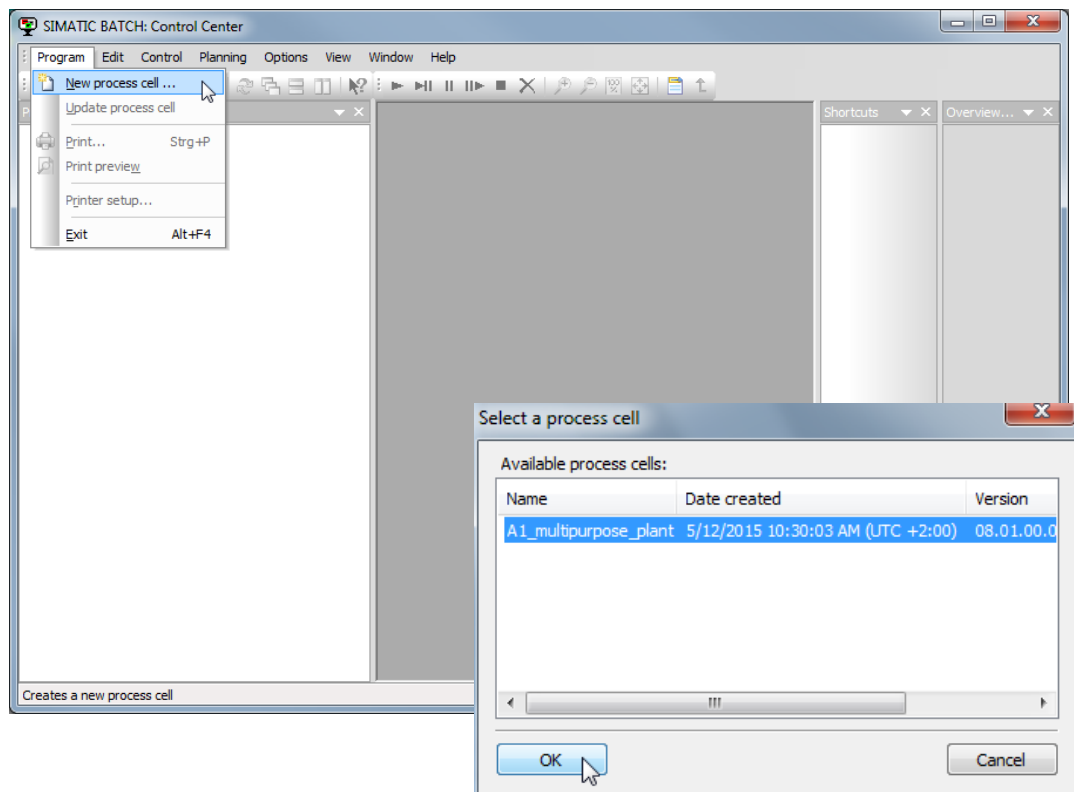 SIMATIC BATCH: Control Center
Program Edit Control Planning Options View Window Help
New process cell ...
Update process cell
Shortcuts
Overview...
Print... Strg+P
Print preview
Printer setup...
Exit Alt+F4
Select a process cell
Available process cells:
Name Date created Version
A1_multipurpose_plant 5/12/2015 10:30:03 AM (UTC +2:00) 08.01.00.0
Creates a new process cell
OK Cancel